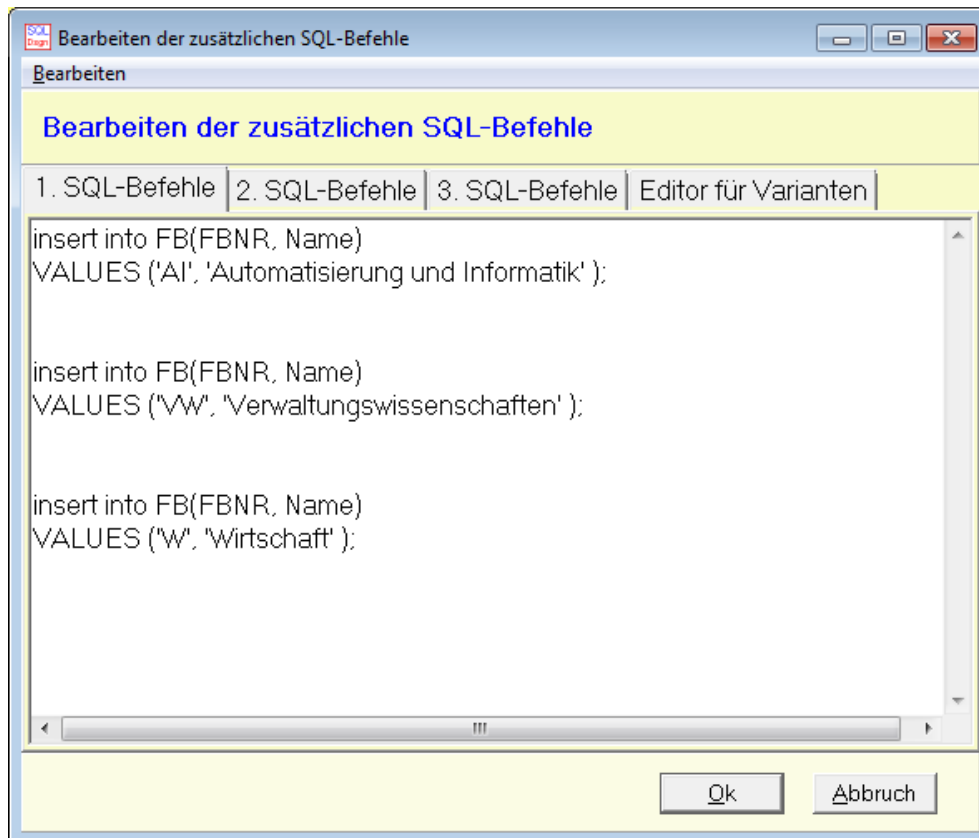 SQL
Dsgn
Bearbeiten der zusätzlichen SQL-Befehle
Bearbeiten
Bearbeiten der zusätzlichen SQL-Befehle
1. SQL-Befehle 2. SQL-Befehle 3. SQL-Befehle Editor für Varianten
insert into FB(FBNR, Name)
VALUES ('AI', 'Automatisierung und Informatik' );
insert into FB(FBNR, Name)
VALUES ('VW', 'Verwaltungswissenschaften' );
insert into FB(FBNR, Name)
VALUES ('W', 'Wirtschaft' );
Ok Abbruch